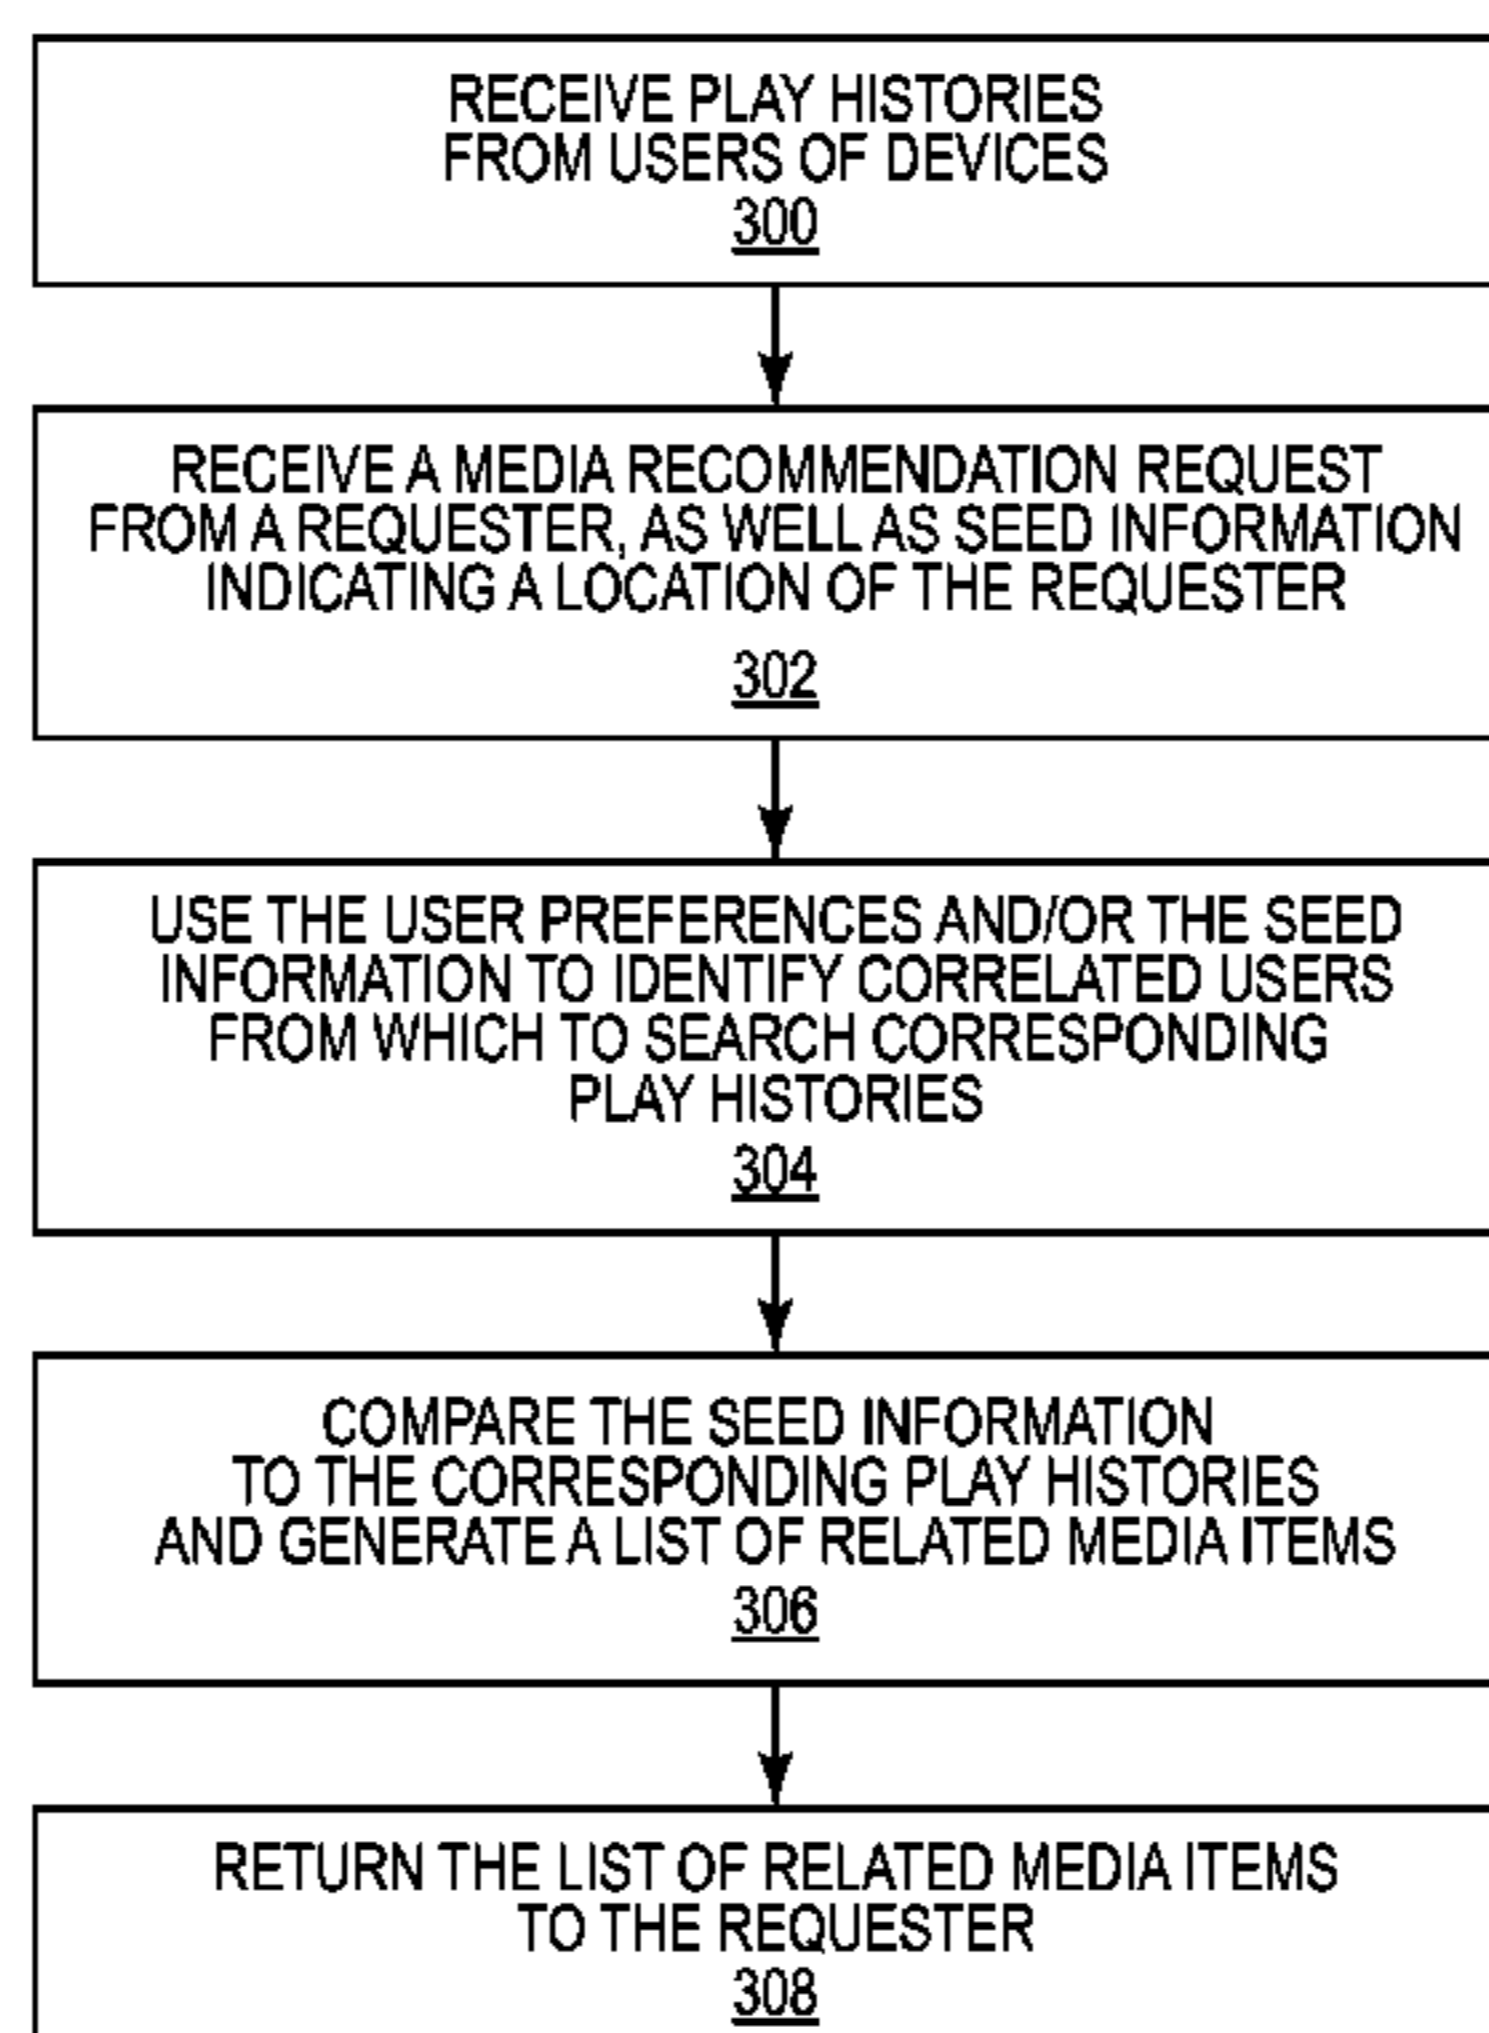 RECEIVE PLAY HISTORIES
FROM USERS OF DEVICES
300
RECEIVE A MEDIA RECOMMENDATION REQUEST
FROM A REQUESTER, AS WELL AS SEED INFORMATION
INDICATING A LOCATION OF THE REQUESTER
302
USE THE USER PREFERENCES AND/OR THE SEED
INFORMATION TO IDENTIFY CORRELATED USERS
FROM WHICH TO SEARCH CORRESPONDING
PLAY HISTORIES
304
COMPARE THE SEED INFORMATION
TO THE CORRESPONDING PLAY HISTORIES
AND GENERATE A LIST OF RELATED MEDIA ITEMS
306
RETURN THE LIST OF RELATED MEDIA ITEMS
TO THE REQUESTER
308